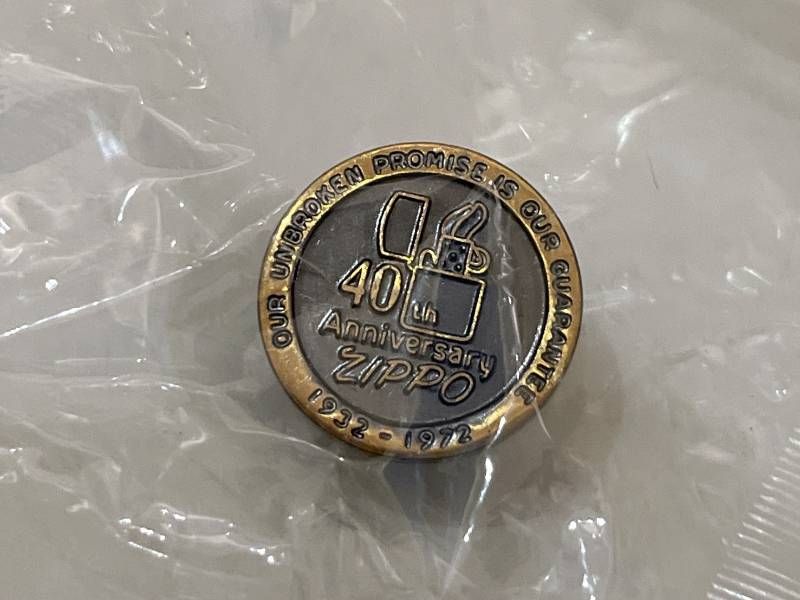 OUR UNBROKEN PROMISE IS OUR GUARANTEE
40th
Anniversary
ZIPPO
1932 - 1972